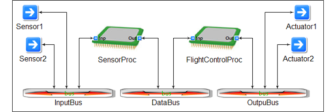 Sensor1
Actuator1
Sensor2
SensorProc
FlightControlProc
Actuator2
InputBus
DataBus
OutputBus